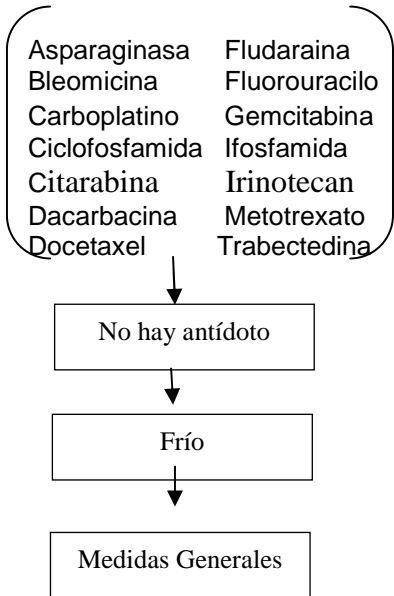 Asparaginasa Fludaraina
Bleomicina Fluorouracilo
Carboplatino Gemcitabina
Ciclofosfamida Ifosfamida
Citarabina Irinotecan
Dacarbacina Metotrexato
Docetaxel Trabectedina
No hay antídoto
Frío
Medidas Generales